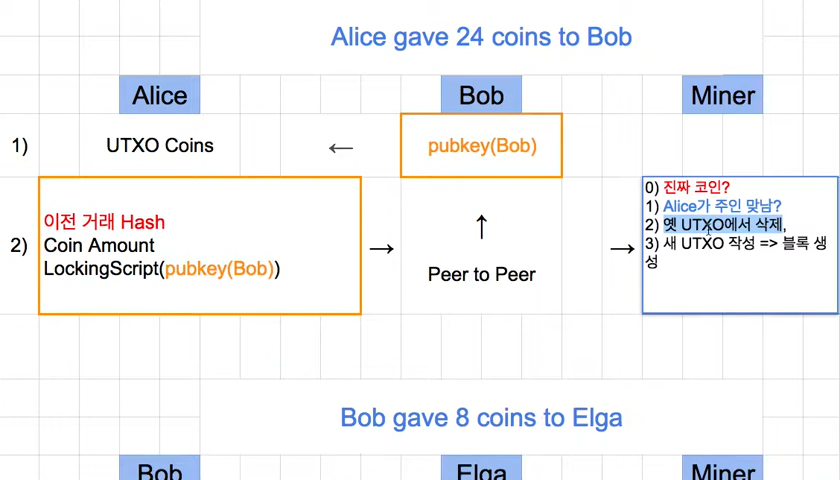 Alice gave 24 coins to Bob
Alice
Bob
Miner
1)
UTXO Coins
←
pubkey(Bob)
2)
이전 거래 Hash
Coin Amount
LockingScript(pubkey(Bob))
→
↑
Peer to Peer
→
0) 진짜 코인?
1) Alice가 주인 맞남?
2) 옛 UTXO에서 삭제,
3) 새 UTXO 작성 => 블록 생
성
Bob gave 8 coins to Elga
Bob
Elga
Miner